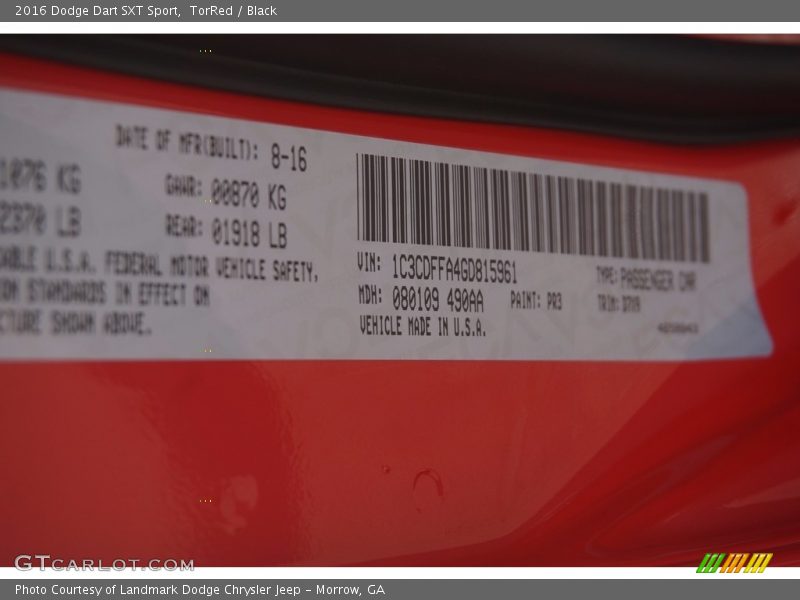 2016 Dodge Dart SXT Sport, TorRed / Black
DATE OF MFR(BUILT): 8-16
1076 KG GAWR: 00870 KG
2370 LB REAR: 01918 LB
U.S.A. FEDERAL MOTOR VEHICLE SAFETY,
STANDARDS IN EFFECT ON
SHOWN ABOVE.
VIN: 1C3CDFFA4GD815961 TYPE: PASSENGER CAR
MDH: 080109 490AA PAINT: PR3 TRIM:
VEHICLE MADE IN U.S.A.
GTCARLOT.COM
Photo Courtesy of Landmark Dodge Chrysler Jeep – Morrow, GA